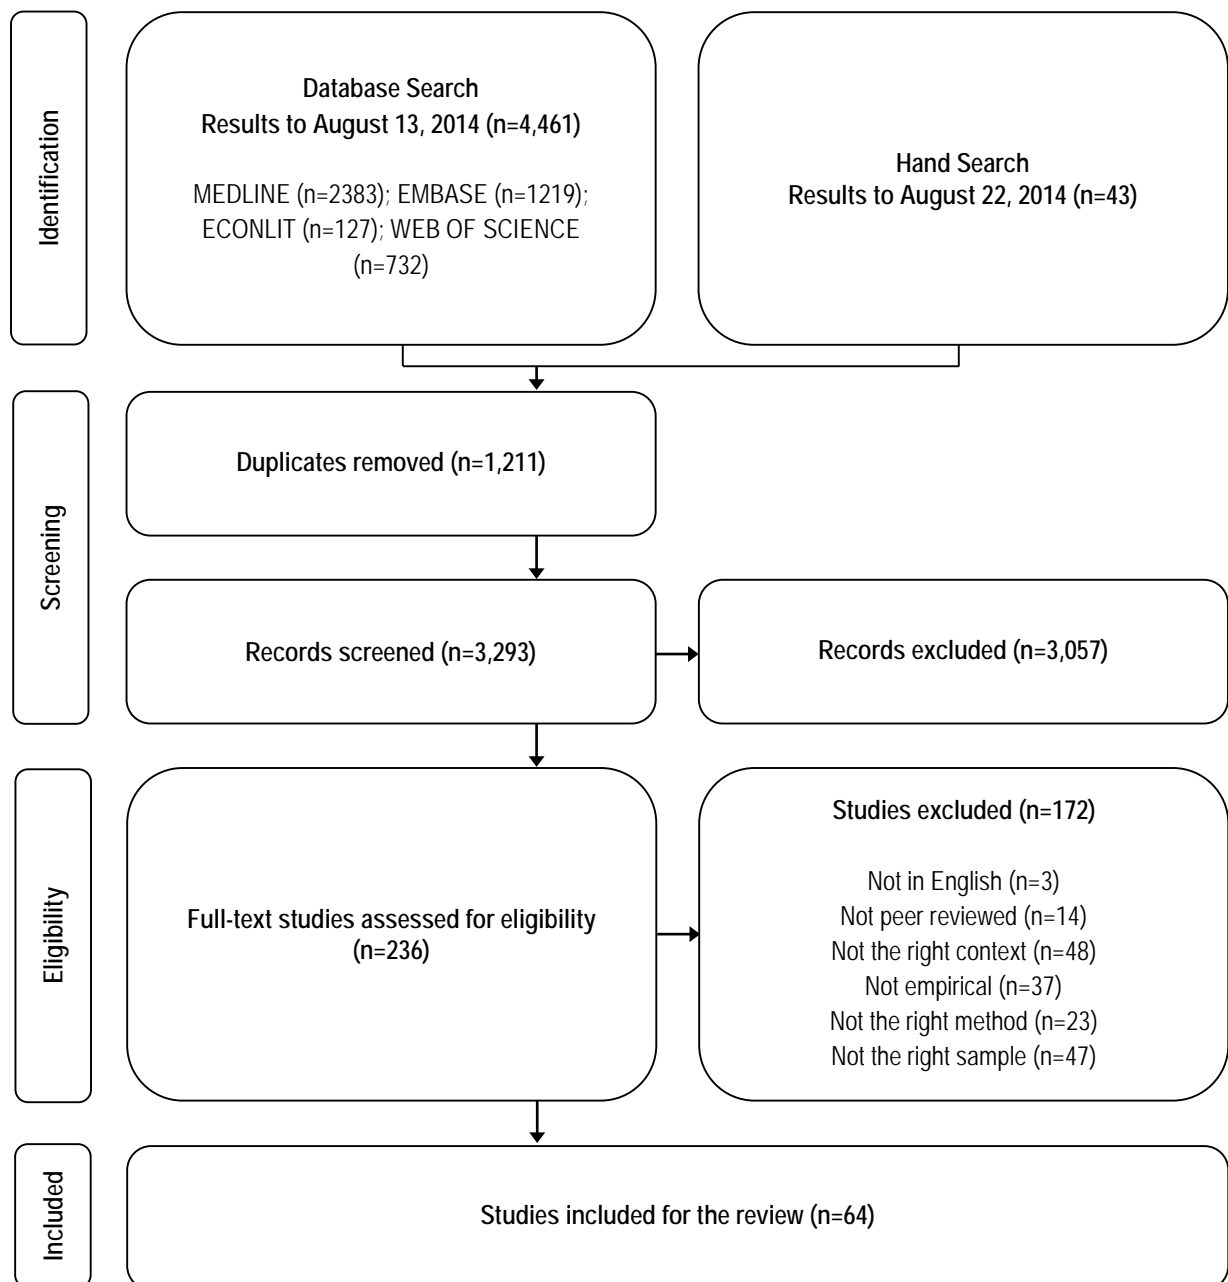 Identification
Database Search
Results to August 13, 2014 (n=4,461)
MEDLINE (n=2383); EMBASE (n=1219);
ECONLIT (n=127); WEB OF SCIENCE
(n=732)
Hand Search
Results to August 22, 2014 (n=43)
Screening
Duplicates removed (n=1,211)
Records screened (n=3,293)
Records excluded (n=3,057)
Eligibility
Full-text studies assessed for eligibility
(n=236)
Studies excluded (n=172)
Not in English (n=3)
Not peer reviewed (n=14)
Not the right context (n=48)
Not empirical (n=37)
Not the right method (n=23)
Not the right sample (n=47)
Included
Studies included for the review (n=64)